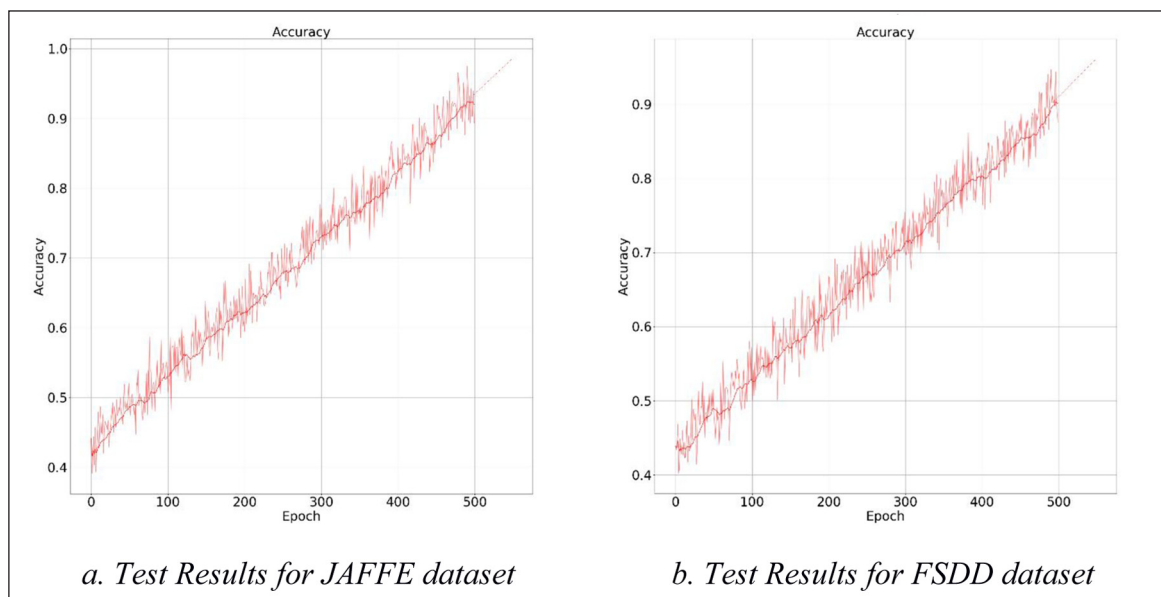 Accuracy
1.0
0.9
0.8
0.7
0.6
0.5
0.4
Accuracy
0 100 200 300 400 500
Epoch
a. Test Results for JAFFE dataset
Accuracy
0.9
0.8
0.7
0.6
0.5
0.4
Accuracy
0 100 200 300 400 500
Epoch
b. Test Results for FSDD dataset